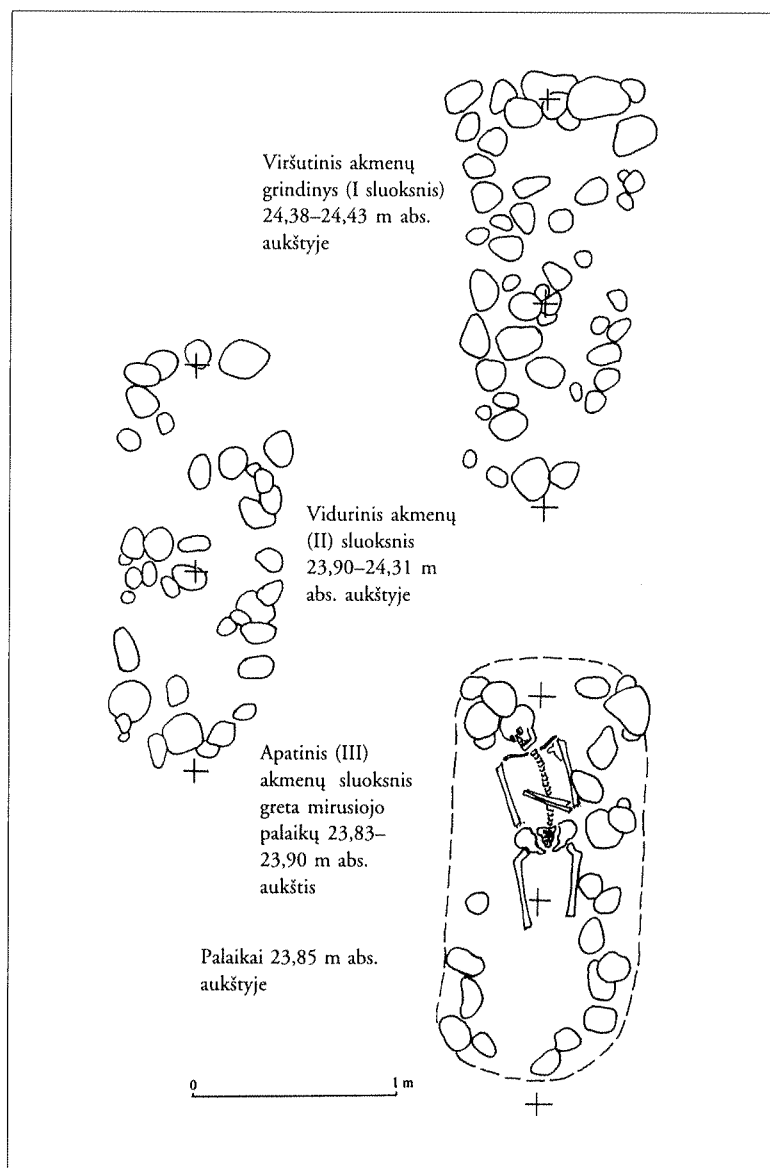 Viršutinis akmenų
grindinys (I sluoksnis)
24,38–24,43 m abs.
aukštyje
Vidurinis akmenų
(II) sluoksnis
23,90–24,31 m
abs. aukštyje
Apatinis (III)
akmenų sluoksnis
greta mirusiojo
palaikų 23,83–
23,90 m abs.
aukštis
Palaikai 23,85 m abs.
aukštyje
0 1 m